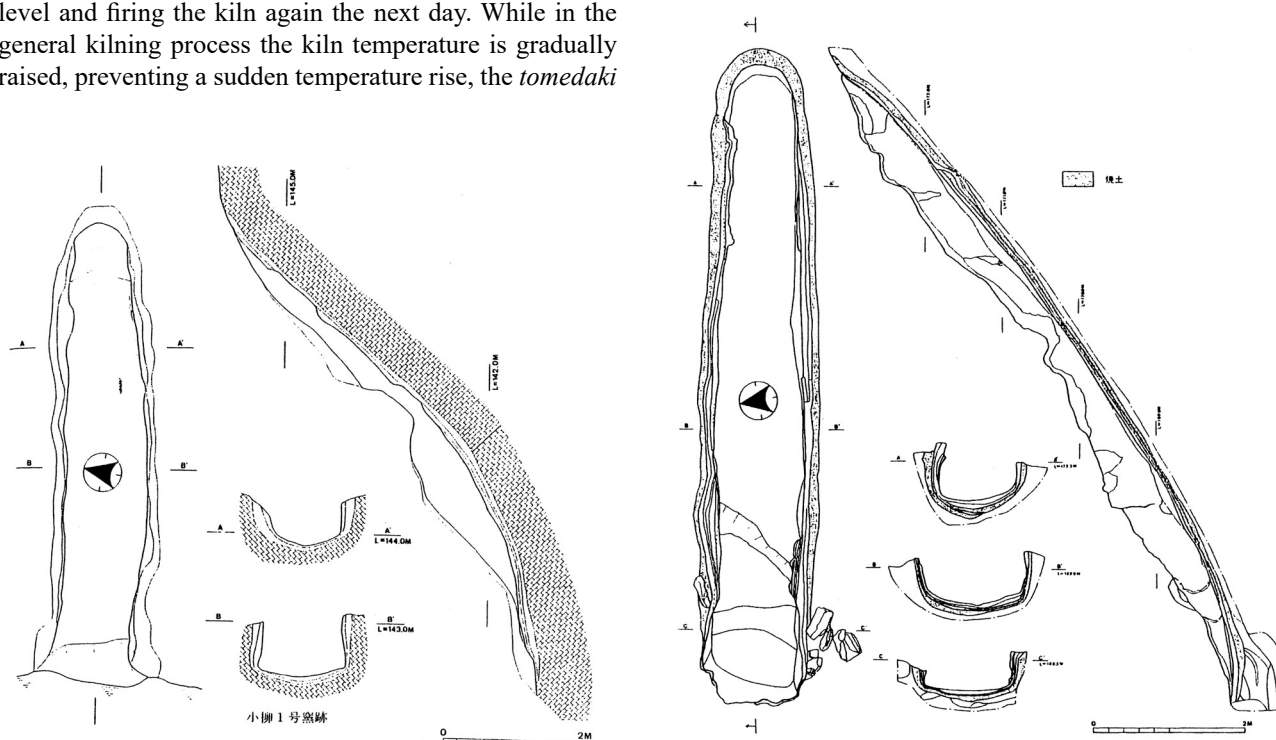 level and firing the kiln again the next day. While in the
general kilning process the kiln temperature is gradually
raised, preventing a sudden temperature rise, the tomedaki
L=145.0M
L=142.0M
A
A'
B
B'
A
A'
L=144.0M
B
B'
L=143.0M
小柳1号窯跡
0
2M
A
A'
B
B'
C
C'
焼土
A
B
B'
C
C'
0
2M